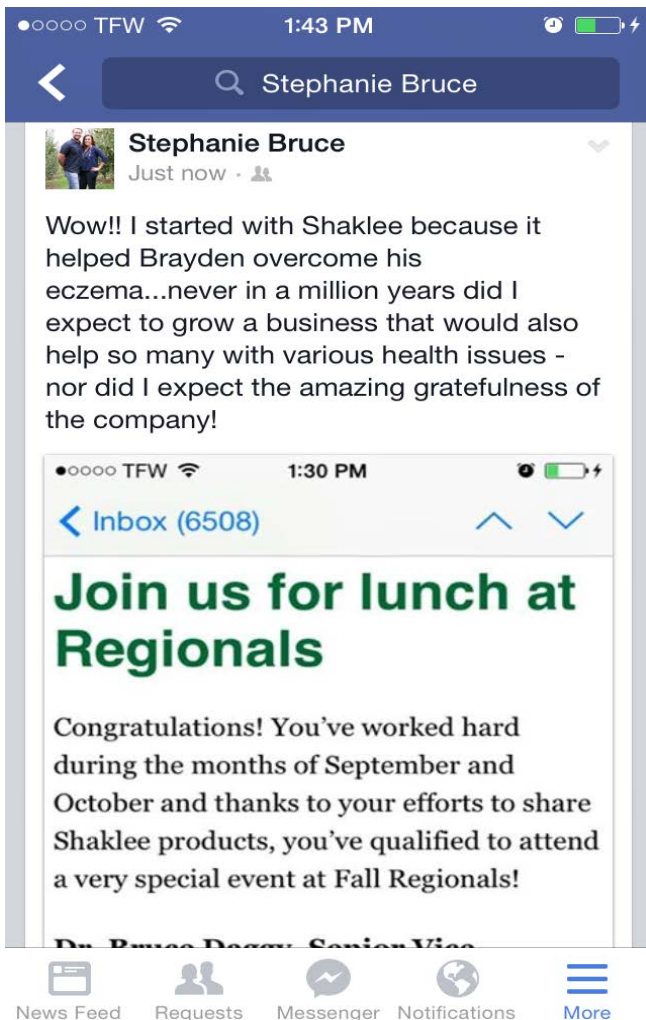 TFW 1:43 PM
Stephanie Bruce
Stephanie Bruce
Just now ·
Wow!! I started with Shaklee because it
helped Brayden overcome his
eczema...never in a million years did I
expect to grow a business that would also
help so many with various health issues -
nor did I expect the amazing gratefulness of
the company!
TFW 1:30 PM
Inbox (6508)
Join us for lunch at
Regionals
Congratulations! You’ve worked hard
during the months of September and
October and thanks to your efforts to share
Shaklee products, you’ve qualified to attend
a very special event at Fall Regionals!
Dr. Bruce Daggy, Senior Vice
News Feed Requests Messenger Notifications More